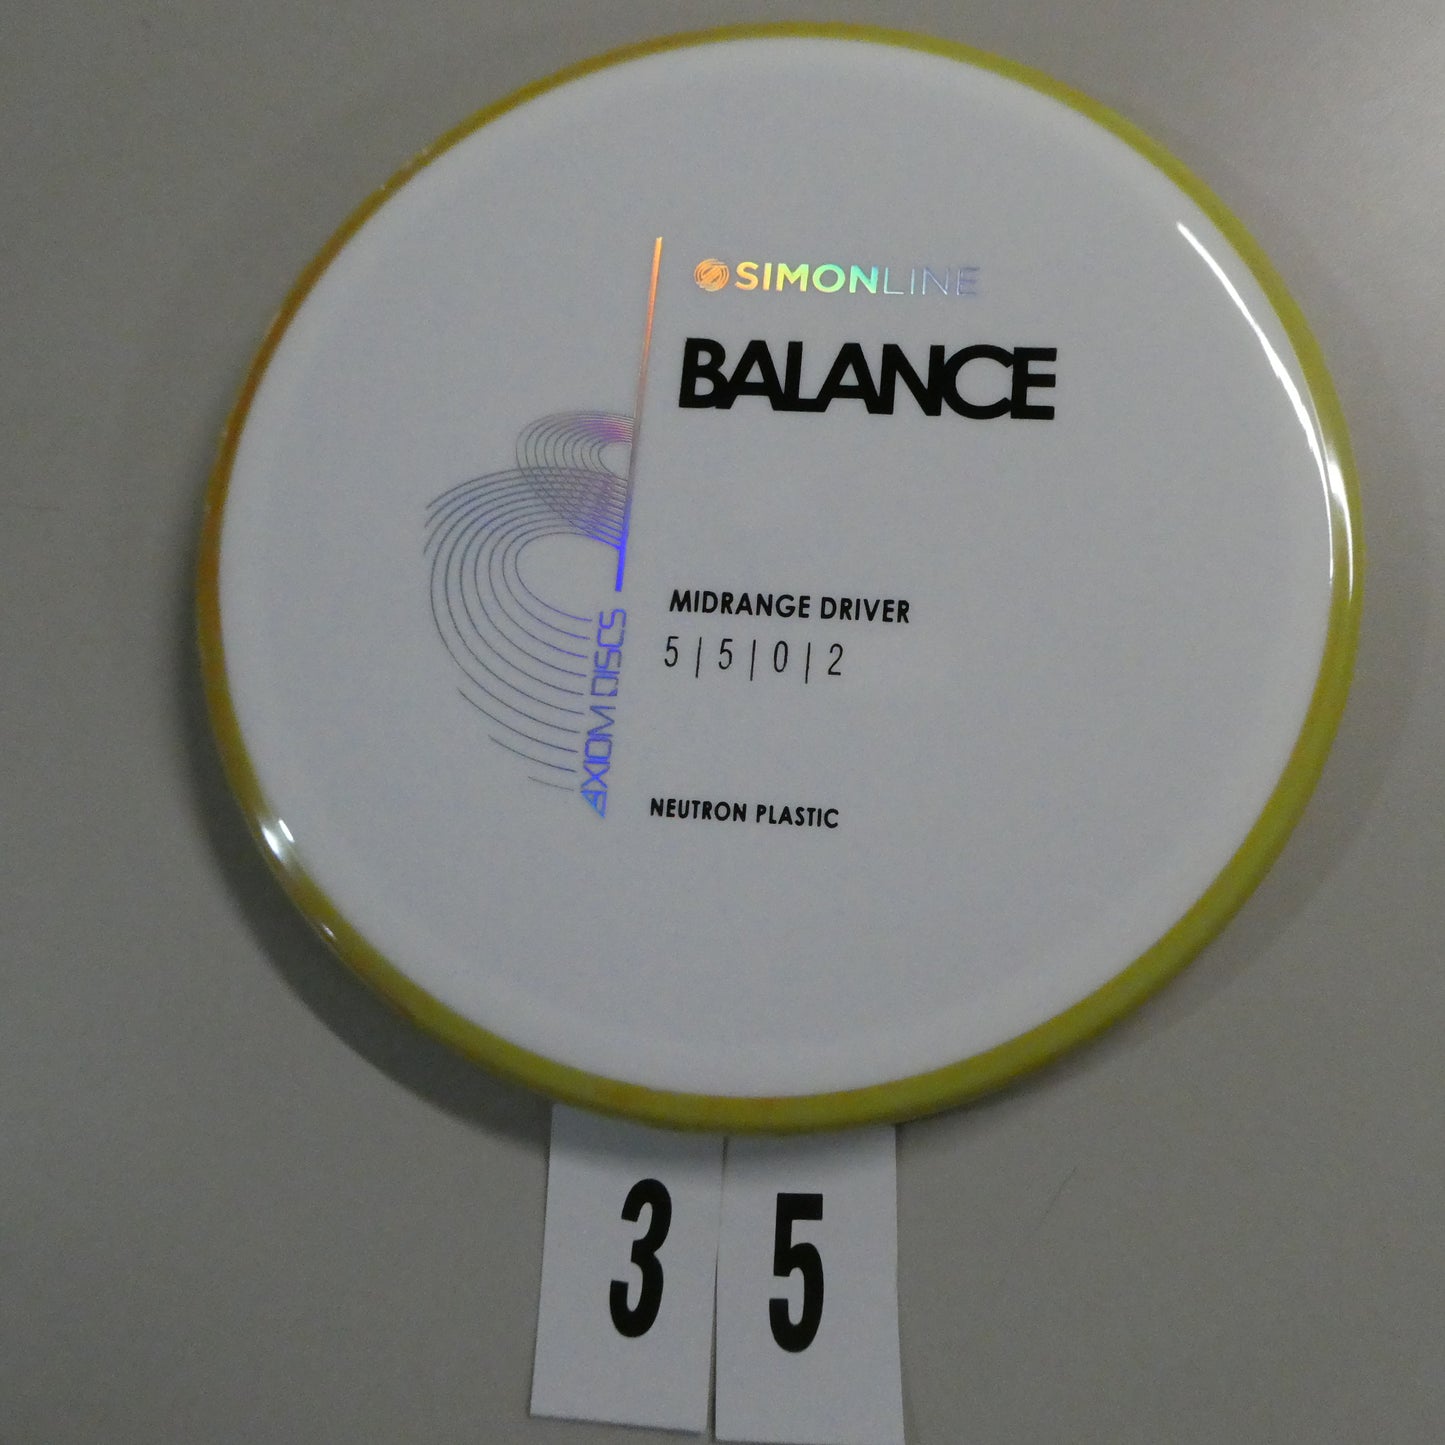 SIMONLINE
BALANCE
MIDRANGE DRIVER
5 | 5 | 0 | 2
AXIOM DISCS
NEUTRON PLASTIC
3 5